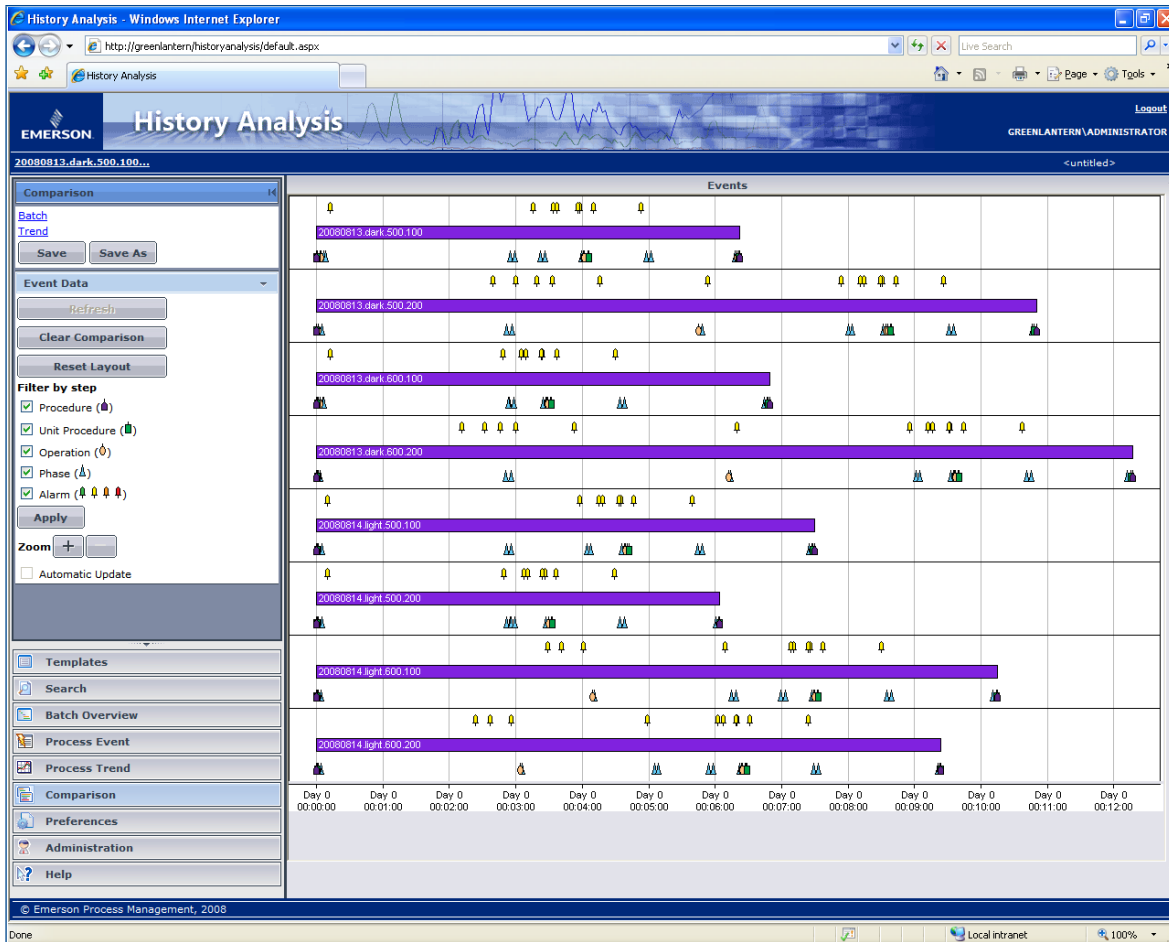 History Analysis - Windows Internet Explorer
http://greenlantern/historyanalysis/default.aspx
Live Search
History Analysis
Page
Tools
EMERSON.
History Analysis
Logout
GREENLANTERN\ADMINISTRATOR
20080813.dark.500.100...
<untitled>
Comparison
Batch
Trend
Save
Save As
Event Data
Refresh
Clear Comparison
Reset Layout
Filter by step
Procedure ( )
Unit Procedure ( )
Operation ( )
Phase ( )
Alarm ( )
Apply
Zoom + −
Automatic Update
Templates
Search
Batch Overview
Process Event
Process Trend
Comparison
Preferences
Administration
Help
Events
20080813.dark.500.100
20080813.dark.500.200
20080813.dark.600.100
20080813.dark.600.200
20080814.light.500.100
20080814.light.500.200
20080814.light.600.100
20080814.light.600.200
Day 0 Day 0 Day 0 Day 0 Day 0 Day 0 Day 0 Day 0 Day 0 Day 0 Day 0 Day 0 Day 0
00:00:00 00:01:00 00:02:00 00:03:00 00:04:00 00:05:00 00:06:00 00:07:00 00:08:00 00:09:00 00:10:00 00:11:00 00:12:00
© Emerson Process Management, 2008
Done
Local intranet
100%